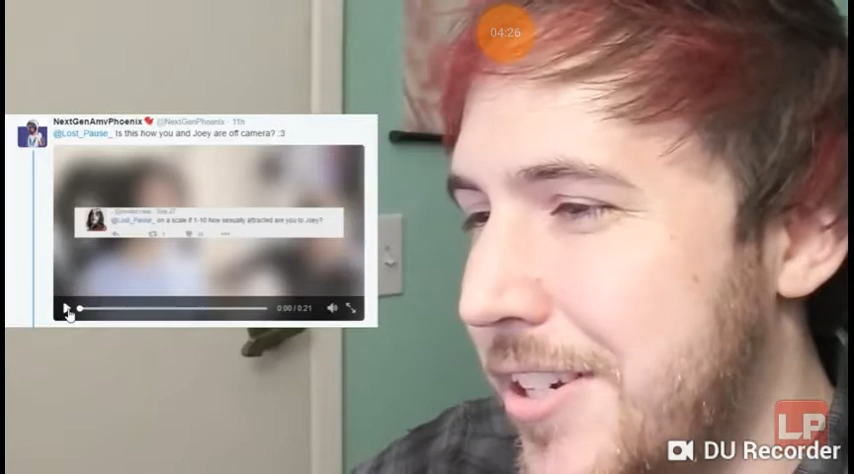 04:26
NextGenAmvPhoenix @NextGenPhoenix · 11h
@Lost_Pause_ Is this how you and Joey are off camera? :3
@Lost_Pause_ on a scale if 1-10 how sexually attracted are you to Joey?
0:00 / 0:21
LP
DU Recorder